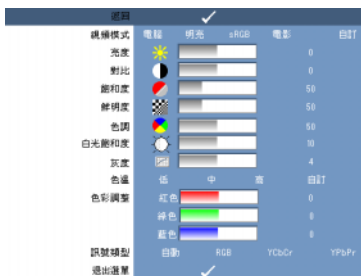 返回
視頻模式 電腦 明亮 sRGB 電影 自訂
亮度 0
對比 0
飽和度 50
鮮明度 50
色調 50
白光飽和度 10
灰度 4
色溫 低 中 高 自訂
色彩調整 紅色 0
綠色 0
藍色 0
訊號類型 自動 RGB YCbCr YPbPr
退出選單